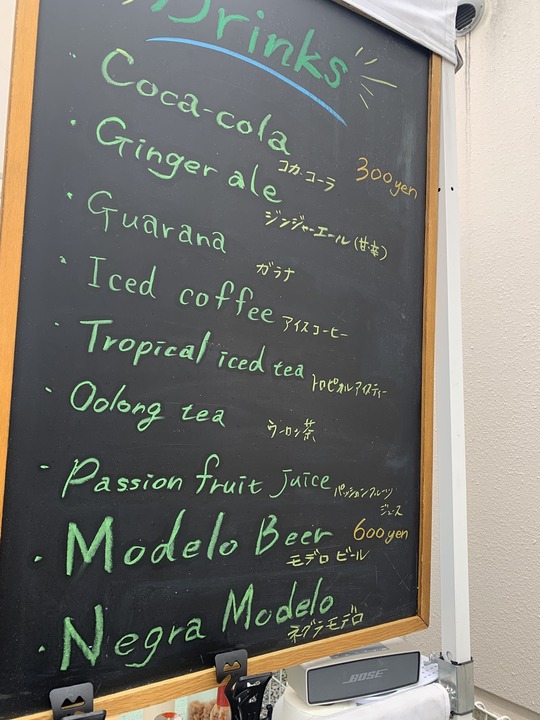 Drinks
Coca-cola
コカ・コーラ 300yen
・Ginger ale
ジンジャーエール(甘・辛)
・Guarana
ガラナ
・Iced coffee
アイスコーヒー
・Tropical iced tea
トロピカルアイスティー
・Oolong tea
ウーロン茶
・Passion fruit juice
パッションフルーツ
ジュース
・Modelo Beer 600yen
モデロ ビール
・Negra Modelo
ネグラモデロ
BOSE